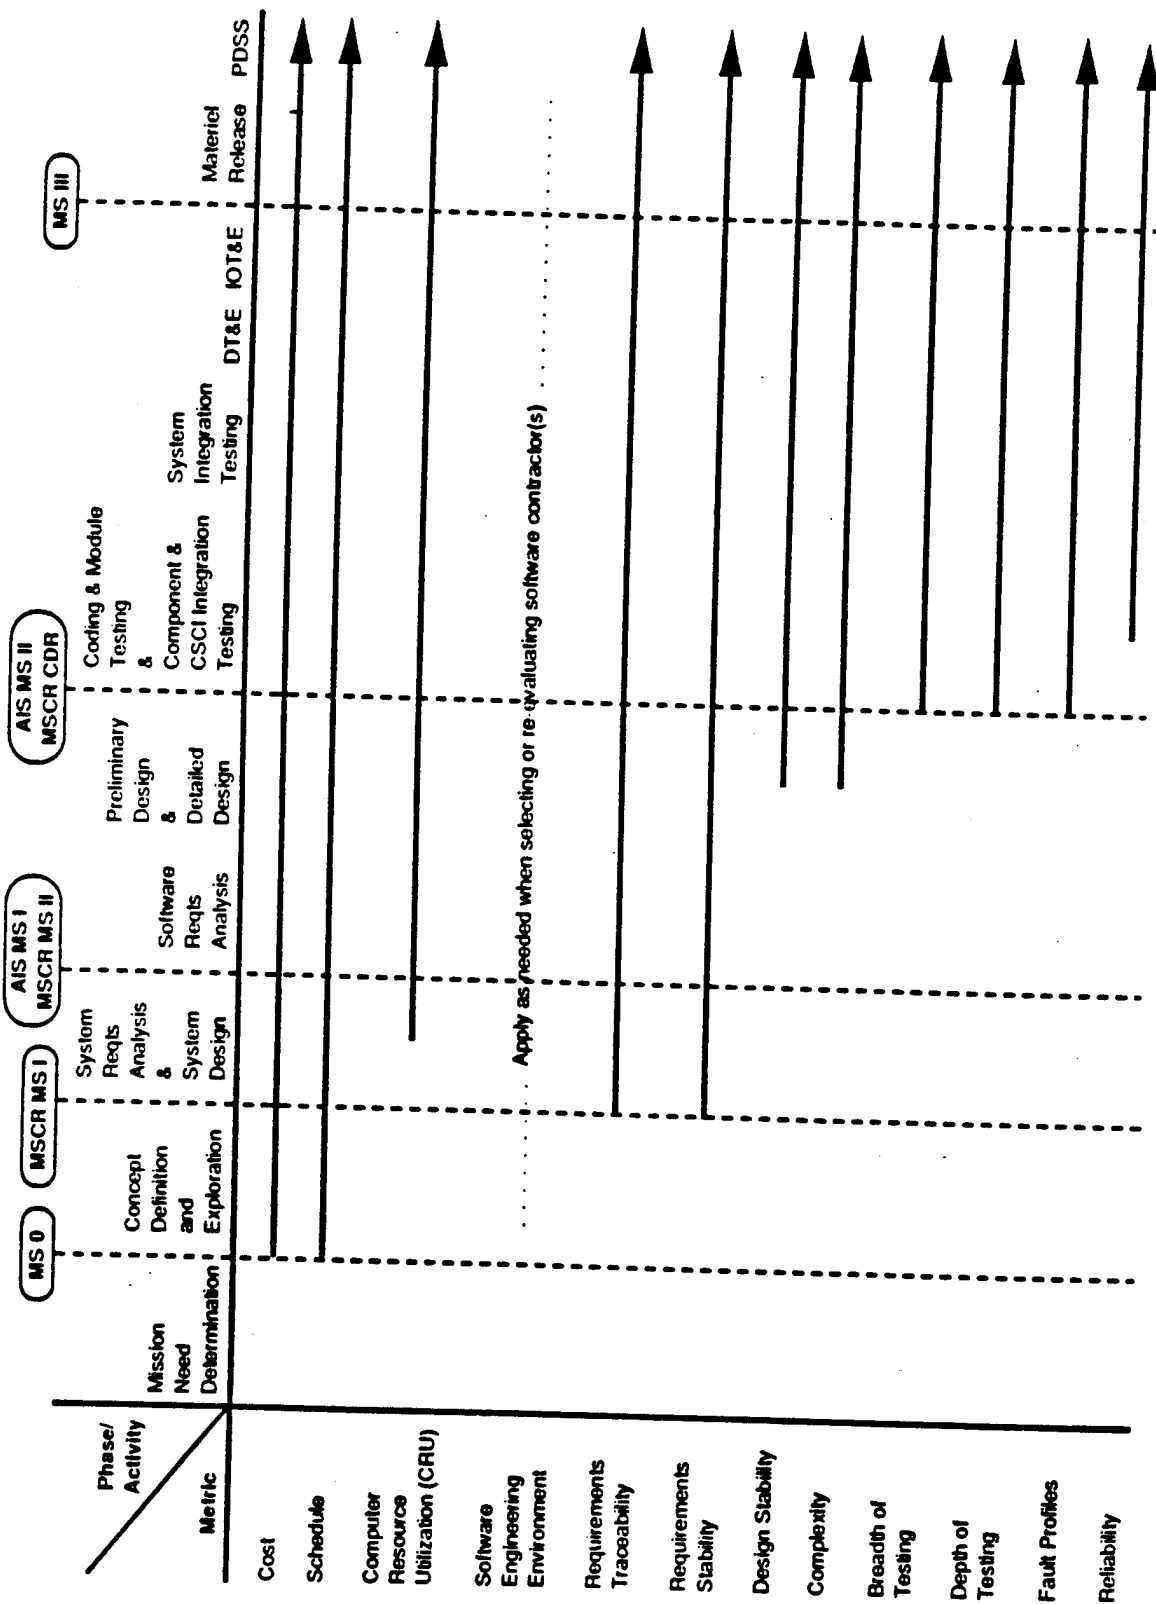 MS 0
MSCR MS I
AIS MS I
MSCR MS II
AIS MS II
MSCR CDR
MS III
Phase/
Activity
Metric
Mission
Need
Determination
Concept
Definition
and
Exploration
System
Reqts
Analysis
&
System
Design
Software
Reqts
Analysis
Preliminary
Design
&
Detailed
Design
Coding & Module
Testing
&
Component &
CSCI Integration
Testing
System
Integration
Testing
DT&E
IOT&E
Materiel
Release
PDSS
Cost
Schedule
Computer
Resource
Utilization (CRU)
Software
Engineering
Environment
Apply as needed when selecting or re-evaluating software contractor(s)
Requirements
Traceability
Requirements
Stability
Design Stability
Complexity
Breadth of
Testing
Depth of
Testing
Fault Profiles
Reliability